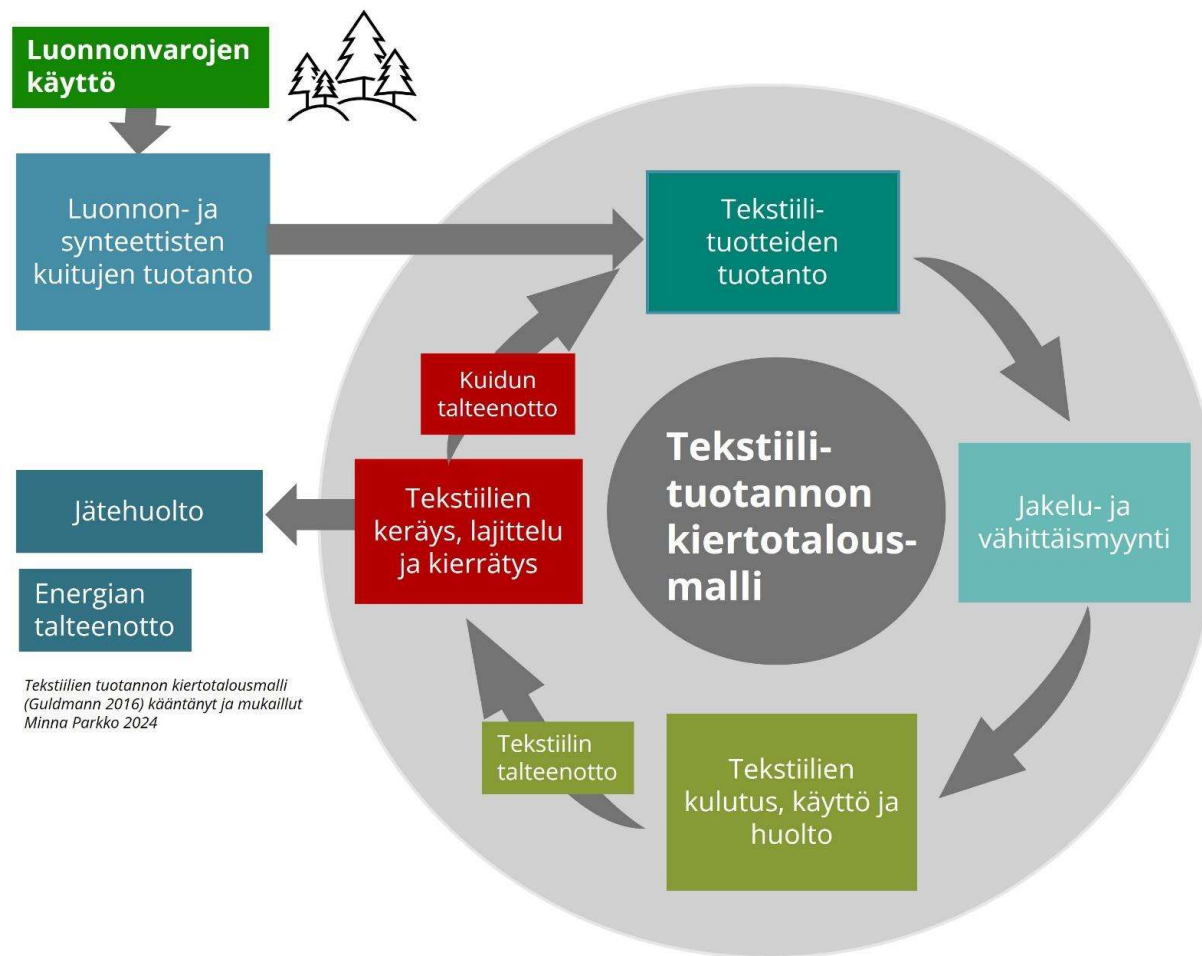 Luonnonvarojen
käyttö
Luonnon- ja
synteettisten
kuitujen tuotanto
Tekstiili-
tuotteiden
tuotanto
Kuidun
talteenotto
Tekstiili-
tuotannon
kiertotalous-
malli
Jakelu- ja
vähittäismyynti
Tekstiilien
keräys, lajittelu
ja kierrätys
Jätehuolto
Energian
talteenotto
Tekstiilien tuotannon kiertotalousmalli
(Guldmann 2016) kääntänyt ja mukaillut
Minna Parkko 2024
Tekstiilin
talteenotto
Tekstiilien
kulutus, käyttö ja
huolto